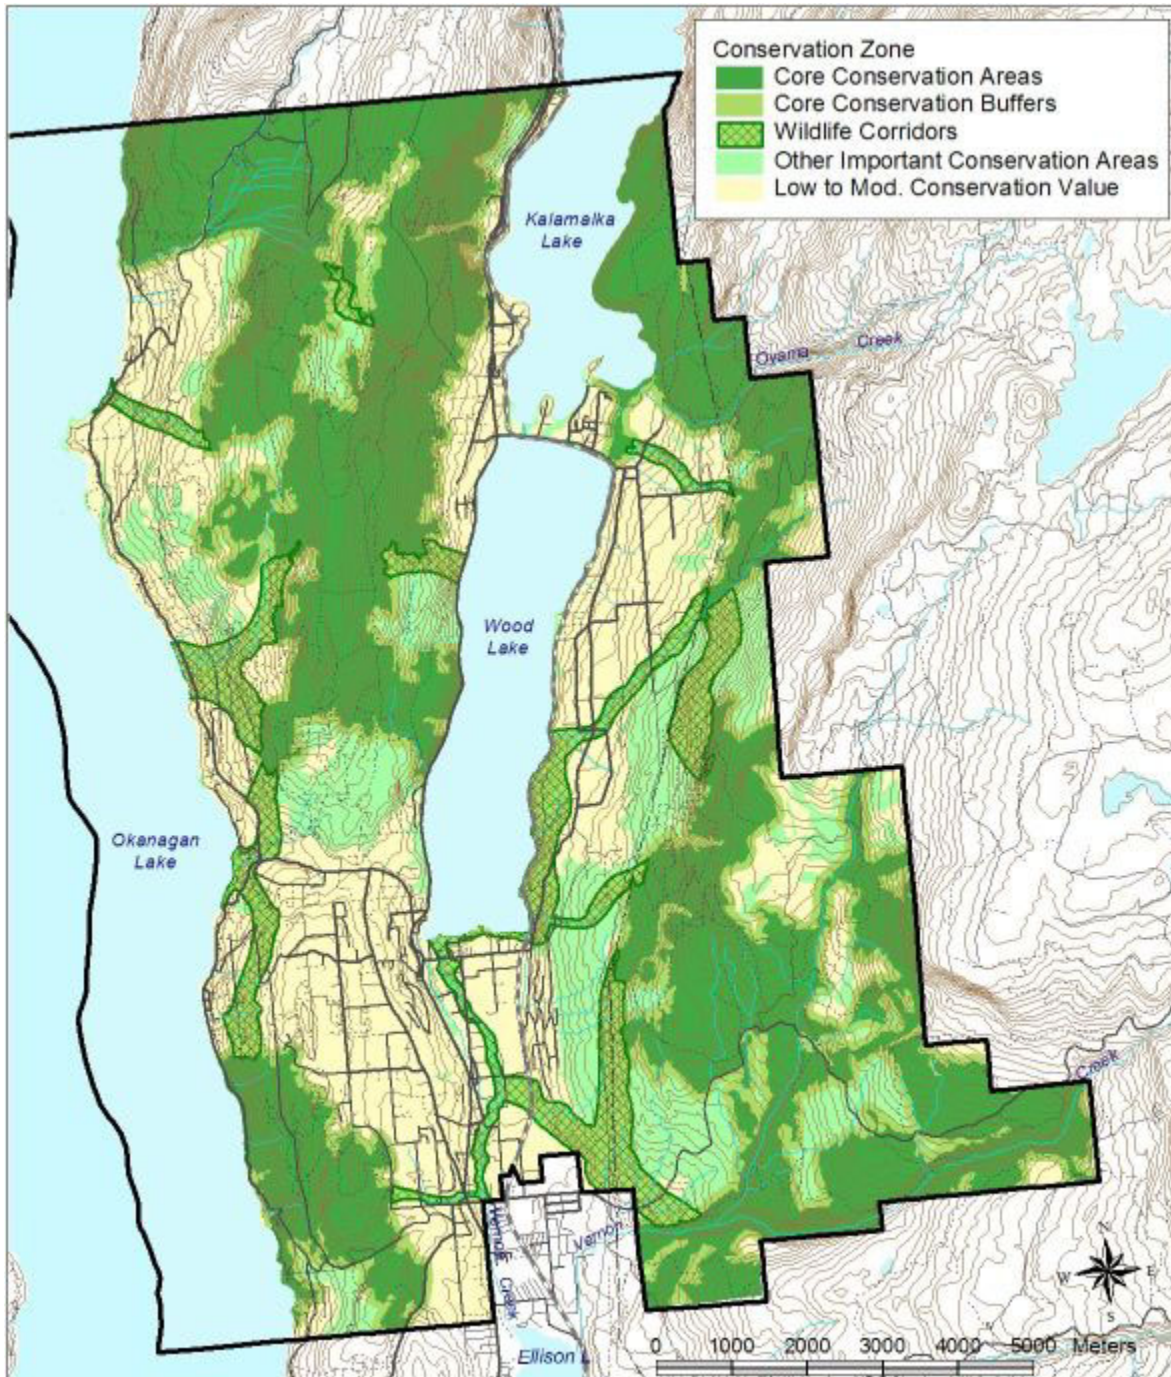 Conservation Zone
Core Conservation Areas
Core Conservation Buffers
Wildlife Corridors
Other Important Conservation Areas
Low to Mod. Conservation Value
Kalamalka
Lake
Oyama Creek
Wood
Lake
Okanagan
Lake
Creek
Vernon
Vernon Creek
Ellison L
N
W E
S
0 1000 2000 3000 4000 5000 Meters